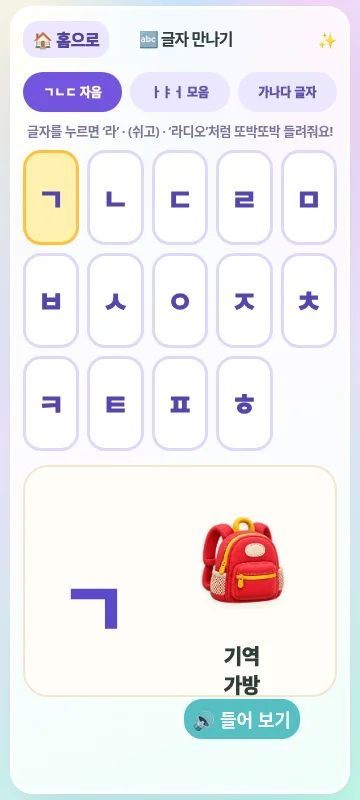 🏠 홈으로 🔤 글자 만나기 ✨
ㄱㄴㄷ 자음 ㅏㅑㅓ 모음 가나다 글자
글자를 누르면 ‘라’ · (쉬고) · ‘라디오’처럼 또박또박 들려줘요!
ㄱ ㄴ ㄷ ㄹ ㅁ
ㅂ ㅅ ㅇ ㅈ ㅊ
ㅋ ㅌ ㅍ ㅎ
ㄱ
기역
가방
🔊 들어 보기